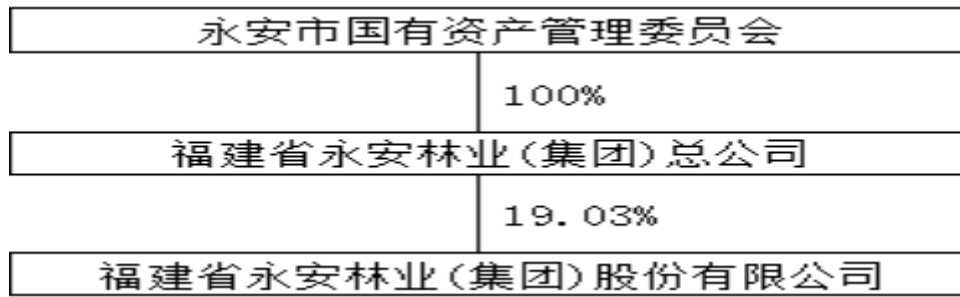 永安市国有资产管理委员会
100%
福建省永安林业(集团)总公司
19.03%
福建省永安林业(集团)股份有限公司